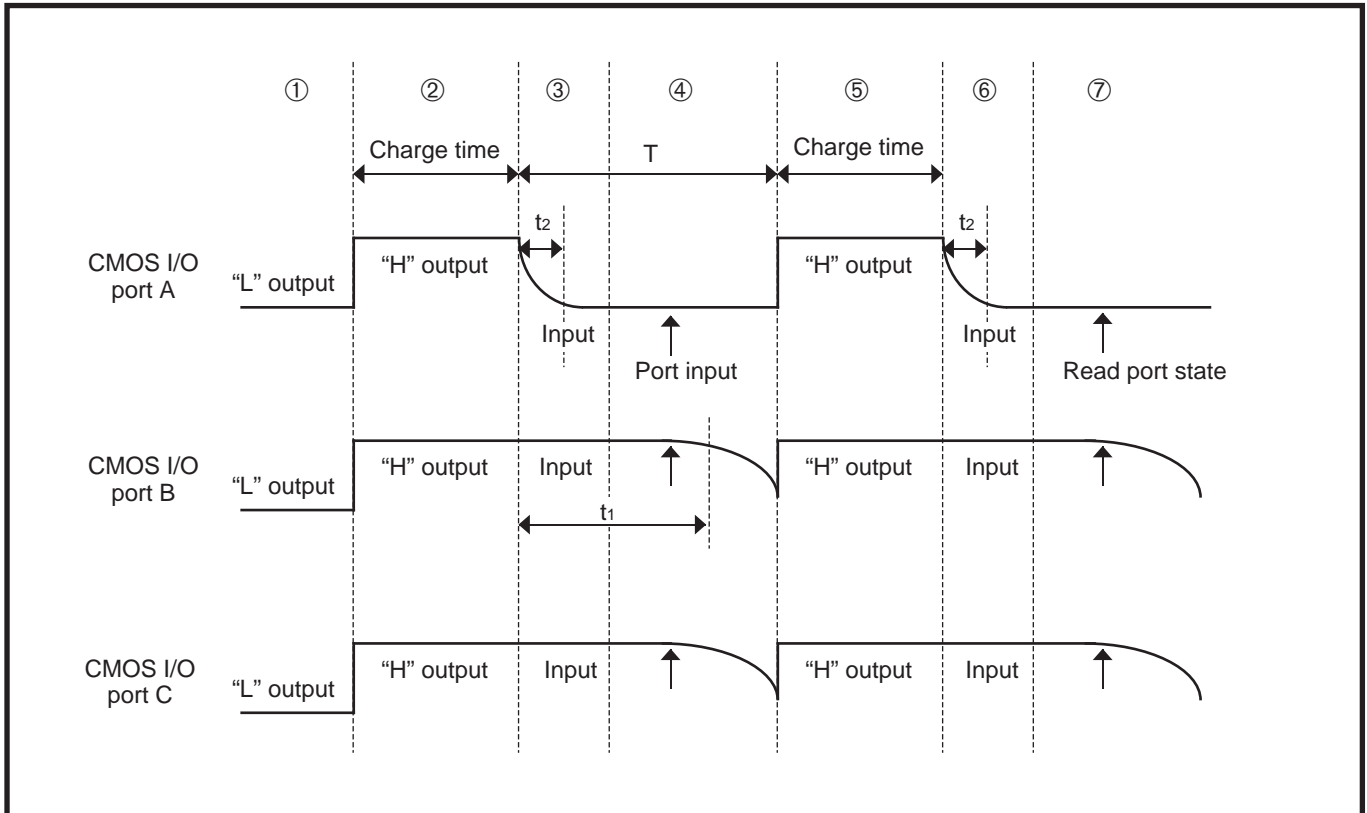 ① ② ③ ④ ⑤ ⑥ ⑦
Charge time T Charge time
t2 t2
CMOS I/O
port A
“L” output
“H” output
“H” output
Input
Input
Port input
Read port state
CMOS I/O
port B
“L” output
“H” output
Input
“H” output
Input
t1
CMOS I/O
port C
“L” output
“H” output
Input
“H” output
Input